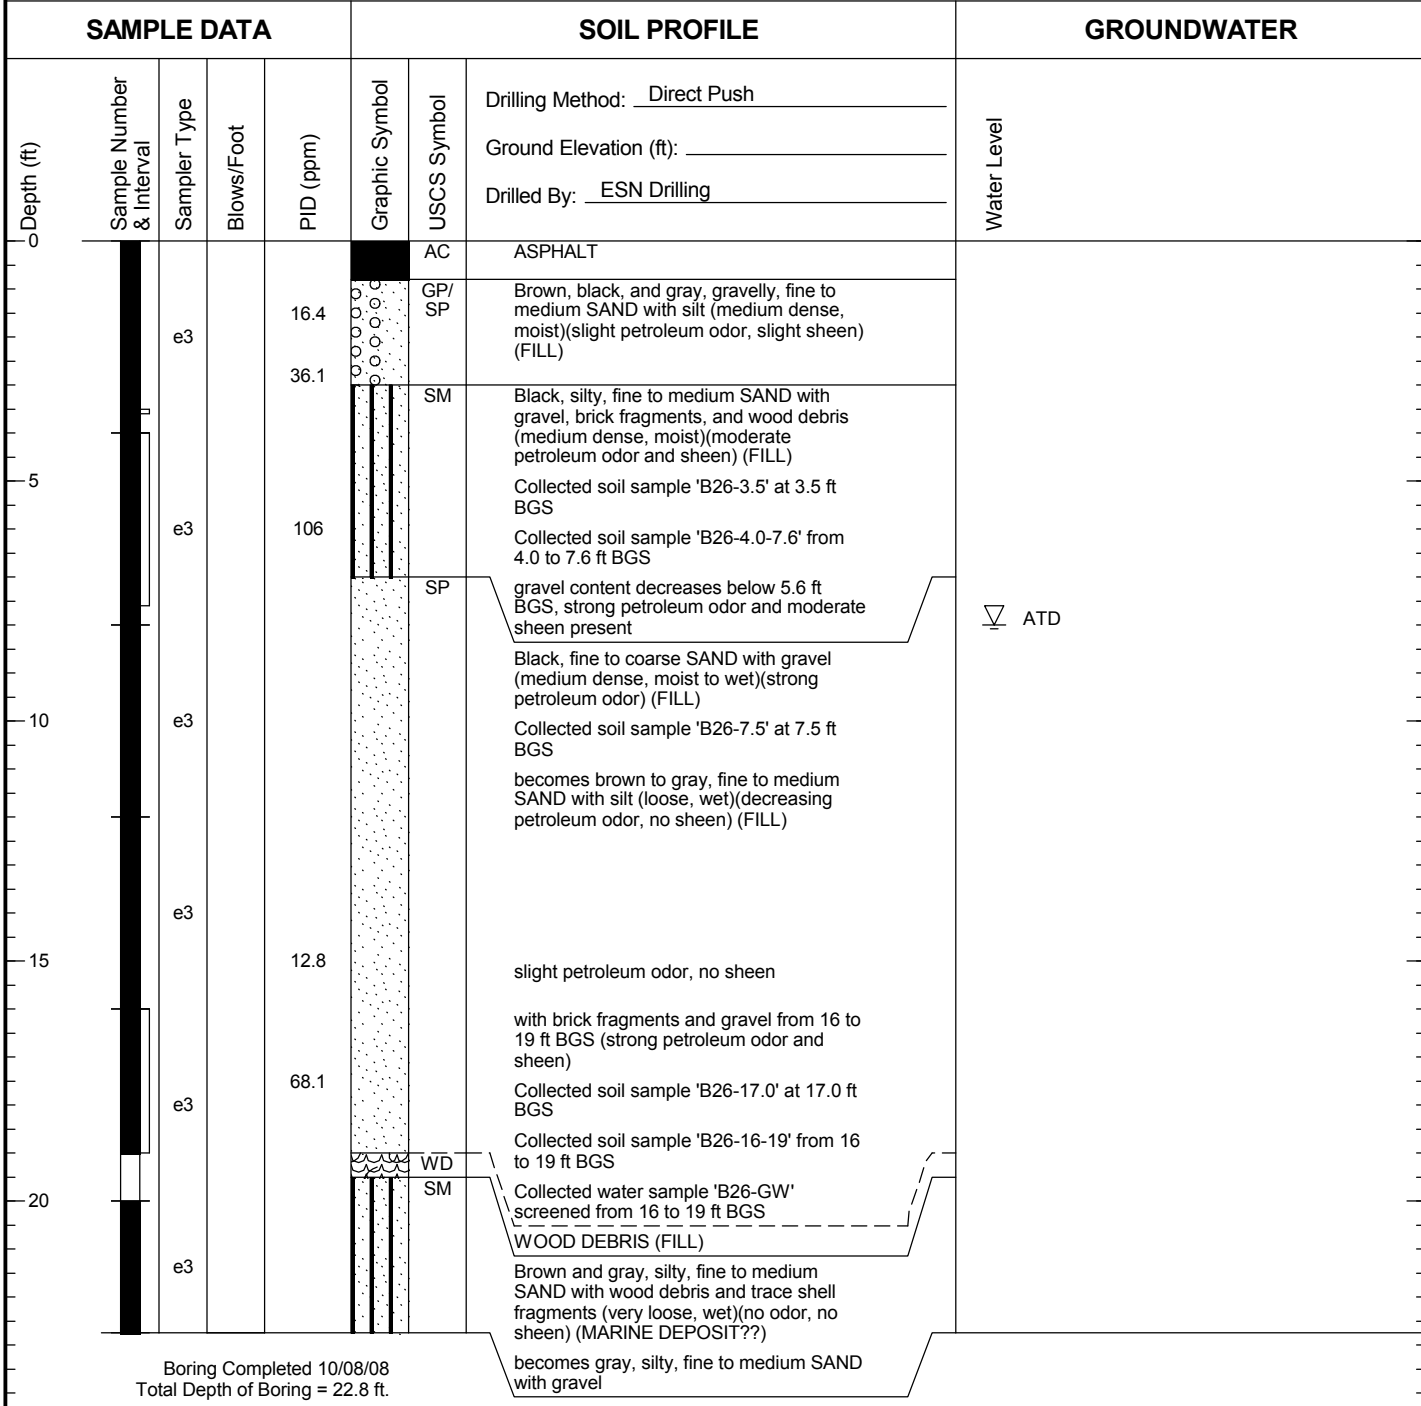 SAMPLE DATA
SOIL PROFILE
GROUNDWATER
Depth (ft)
Sample Number
& Interval
Sampler Type
Blows/Foot
PID (ppm)
Graphic Symbol
USCS Symbol
Drilling Method: Direct Push
Ground Elevation (ft):
Drilled By: ESN Drilling
Water Level
0
AC
ASPHALT
GP/
SP
Brown, black, and gray, gravelly, fine to
medium SAND with silt (medium dense,
moist)(slight petroleum odor, slight sheen)
(FILL)
16.4
e3
36.1
SM
Black, silty, fine to medium SAND with
gravel, brick fragments, and wood debris
(medium dense, moist)(moderate
petroleum odor and sheen) (FILL)
5
Collected soil sample 'B26-3.5' at 3.5 ft
BGS
e3
106
Collected soil sample 'B26-4.0-7.6' from
4.0 to 7.6 ft BGS
SP
gravel content decreases below 5.6 ft
BGS, strong petroleum odor and moderate
sheen present
ATD
Black, fine to coarse SAND with gravel
(medium dense, moist to wet)(strong
petroleum odor) (FILL)
10
e3
Collected soil sample 'B26-7.5' at 7.5 ft
BGS
becomes brown to gray, fine to medium
SAND with silt (loose, wet)(decreasing
petroleum odor, no sheen) (FILL)
e3
15
12.8
slight petroleum odor, no sheen
with brick fragments and gravel from 16 to
19 ft BGS (strong petroleum odor and
sheen)
68.1
e3
Collected soil sample 'B26-17.0' at 17.0 ft
BGS
Collected soil sample 'B26-16-19' from 16
to 19 ft BGS
WD
SM
20
Collected water sample 'B26-GW'
screened from 16 to 19 ft BGS
WOOD DEBRIS (FILL)
e3
Brown and gray, silty, fine to medium
SAND with wood debris and trace shell
fragments (very loose, wet)(no odor, no
sheen) (MARINE DEPOSIT??)
becomes gray, silty, fine to medium SAND
with gravel
Boring Completed 10/08/08
Total Depth of Boring = 22.8 ft.